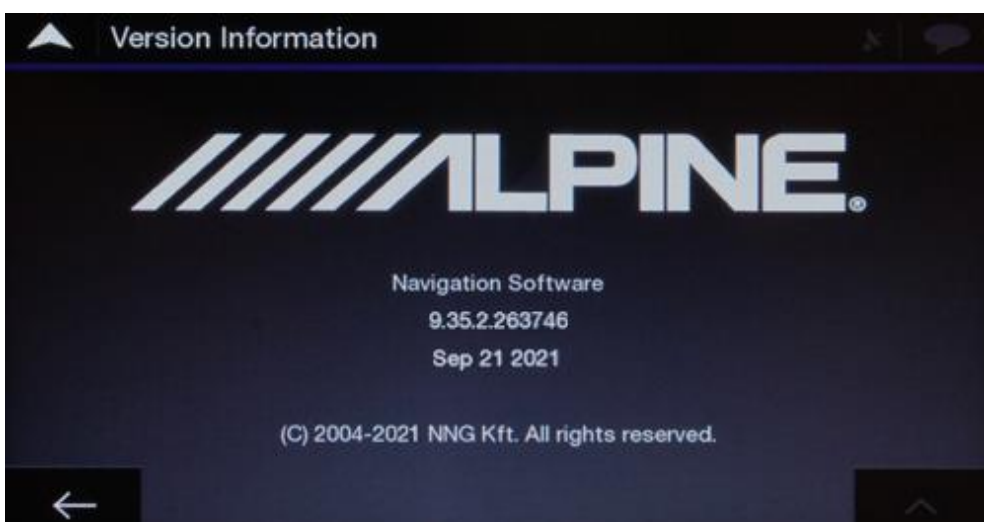 Version Information
ALPINE®
Navigation Software
9.35.2.263746
Sep 21 2021
(C) 2004-2021 NNG Kft. All rights reserved.